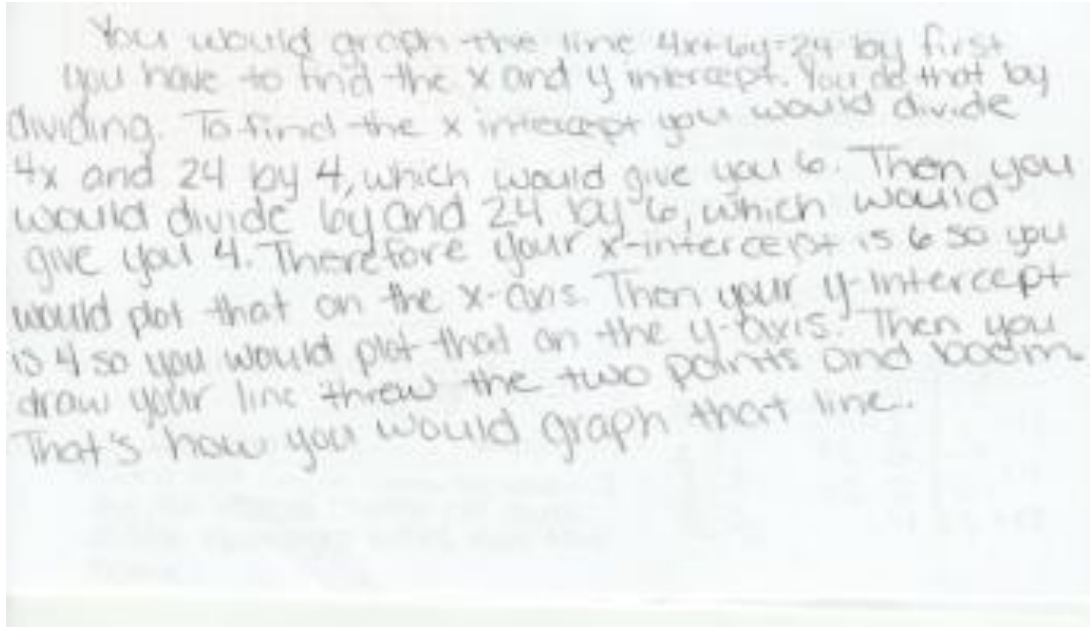 You would graph the line 4x+6y=24 by first
you have to find the x and y intercept. You do that by
dividing. To find the x intercept you would divide
4x and 24 by 4, which would give you 6. Then you
would divide 6y and 24 by 6, which would
give you 4. Therefore your x-intercept is 6 so you
would plot that on the x-axis. Then your y-intercept
is 4 so you would plot that on the y-axis. Then you
draw your line threw the two points and boom.
That's how you would graph that line.